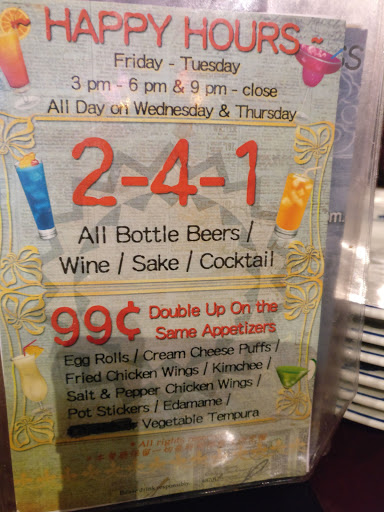 HAPPY HOURS
Friday - Tuesday
3 pm - 6 pm & 9 pm - close
All Day on Wednesday & Thursday
2-4-1
All Bottle Beers /
Wine / Sake / Cocktail
99¢ Double Up On the
Same Appetizers
Egg Rolls / Cream Cheese Puffs /
Fried Chicken Wings / Kimchee /
Salt & Pepper Chicken Wings /
Pot Stickers / Edamame /
Vegetable Tempura
* All rights